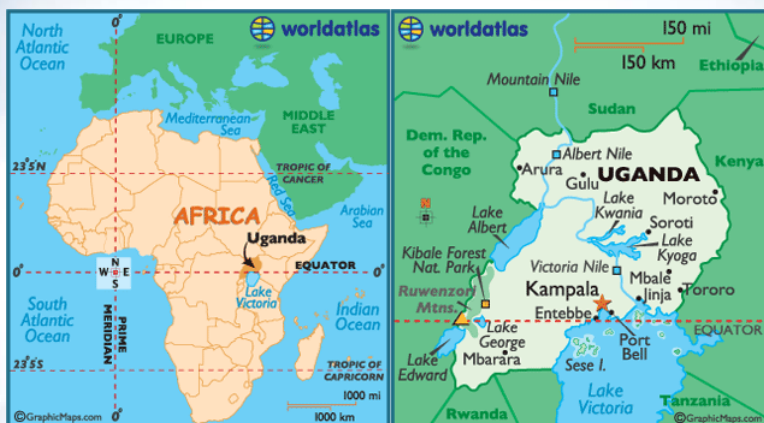 worldatlas
North
Atlantic
Ocean
EUROPE
Mediterranean
Sea
MIDDLE
EAST
23°5'N
TROPIC OF
CANCER
Red Sea
AFRICA
Arabian
Sea
Uganda
0°
N
W E
S
EQUATOR
0°
Lake
Victoria
South
Atlantic
Ocean
PRIME
MERIDIAN
Indian
Ocean
23°5'S
TROPIC OF
CAPRICORN
1000 mi
1000 km
©GraphicMaps.com
0°
worldatlas
150 mi
150 km
Ethiopia
Mountain Nile
Sudan
Dem. Rep.
of the
Congo
Albert Nile
Arura
Gulu
UGANDA
Kenya
Moroto
N
Lake
Albert
Lake
Kwania
Soroti
Lake
Kyoga
Kibale Forest
Nat. Park
Victoria Nile
Mbale
Ruwenzori
Mtns.
Kampala
Jinja
Tororo
Entebbe
EQUATOR
Lake
George
Port
Bell
Mbarara
Lake
Edward
Sese I.
Lake
Victoria
Tanzania
Rwanda
©GraphicMaps.com